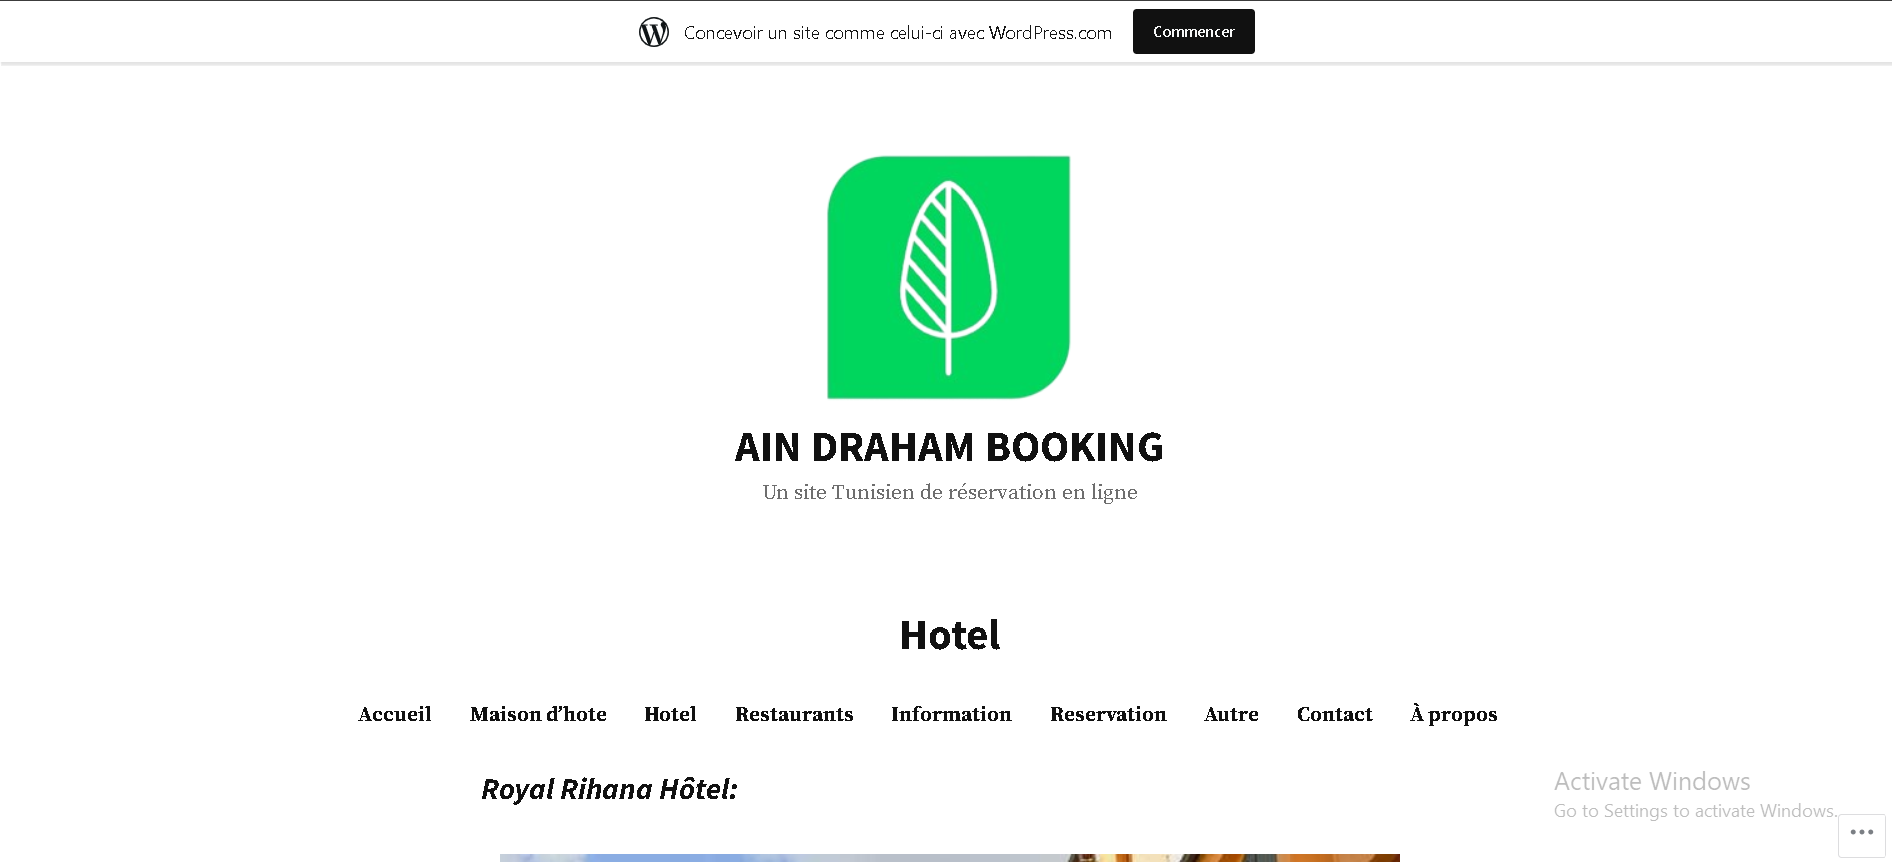 Concevoir un site comme celui-ci avec WordPress.com
Commencer
AIN DRAHAM BOOKING
Un site Tunisien de réservation en ligne
Hotel
Accueil Maison d’hote Hotel Restaurants Information Reservation Autre Contact À propos
Royal Rihana Hôtel:
Activate Windows
Go to Settings to activate Windows.